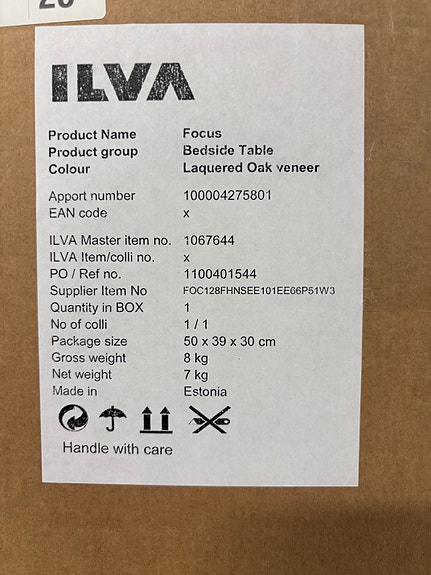 ILVA
Product Name Focus
Product group Bedside Table
Colour Laquered Oak veneer
Apport number 100004275801
EAN code x
ILVA Master item no. 1067644
ILVA Item/colli no. x
PO / Ref no. 1100401544
Supplier Item No FOC128FHNSEE101EE66P51W3
Quantity in BOX 1
No of colli 1 / 1
Package size 50 x 39 x 30 cm
Gross weight 8 kg
Net weight 7 kg
Made in Estonia
Handle with care